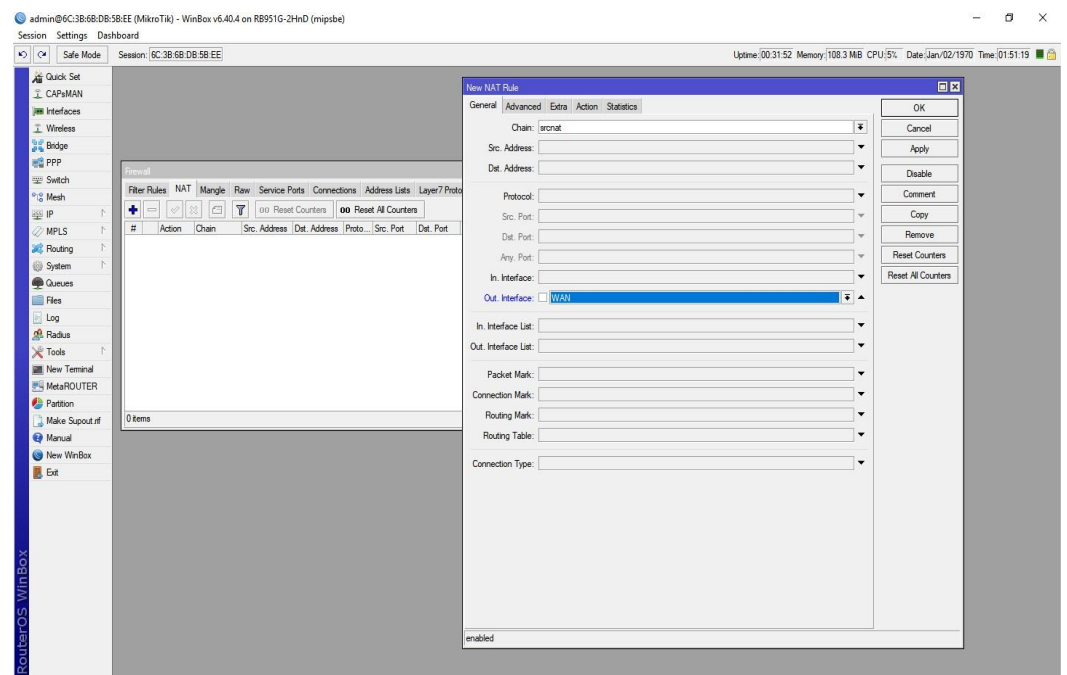 admin@6C:3B:6B:DB:5B:EE (MikroTik) - WinBox v6.40.4 on RB951G-2HnD (mipsbe)
Session Settings Dashboard
Safe Mode Session: 6C:3B:6B:DB:5B:EE Uptime: 00:31:52 Memory: 108.3 MiB CPU: 5% Date: Jan/02/1970 Time: 01:51:19
Quick Set
CAPsMAN
Interfaces
Wireless
Bridge
PPP
Switch
Mesh
IP
MPLS
Routing
System
Queues
Files
Log
Radius
Tools
New Terminal
MetaROUTER
Partition
Make Supout.rif
Manual
New WinBox
Exit
RouterOS WinBox
Firewall
Filter Rules NAT Mangle Raw Service Ports Connections Address Lists Layer7 Proto
00 Reset Counters 00 Reset All Counters
# Action Chain Src. Address Dst. Address Proto... Src. Port Dst. Port
0 items
New NAT Rule
General Advanced Extra Action Statistics
Chain: srcnat
Src. Address:
Dst. Address:
Protocol:
Src. Port:
Dst. Port:
Any. Port:
In. Interface:
Out. Interface: WAN
In. Interface List:
Out. Interface List:
Packet Mark:
Connection Mark:
Routing Mark:
Routing Table:
Connection Type:
enabled
OK
Cancel
Apply
Disable
Comment
Copy
Remove
Reset Counters
Reset All Counters